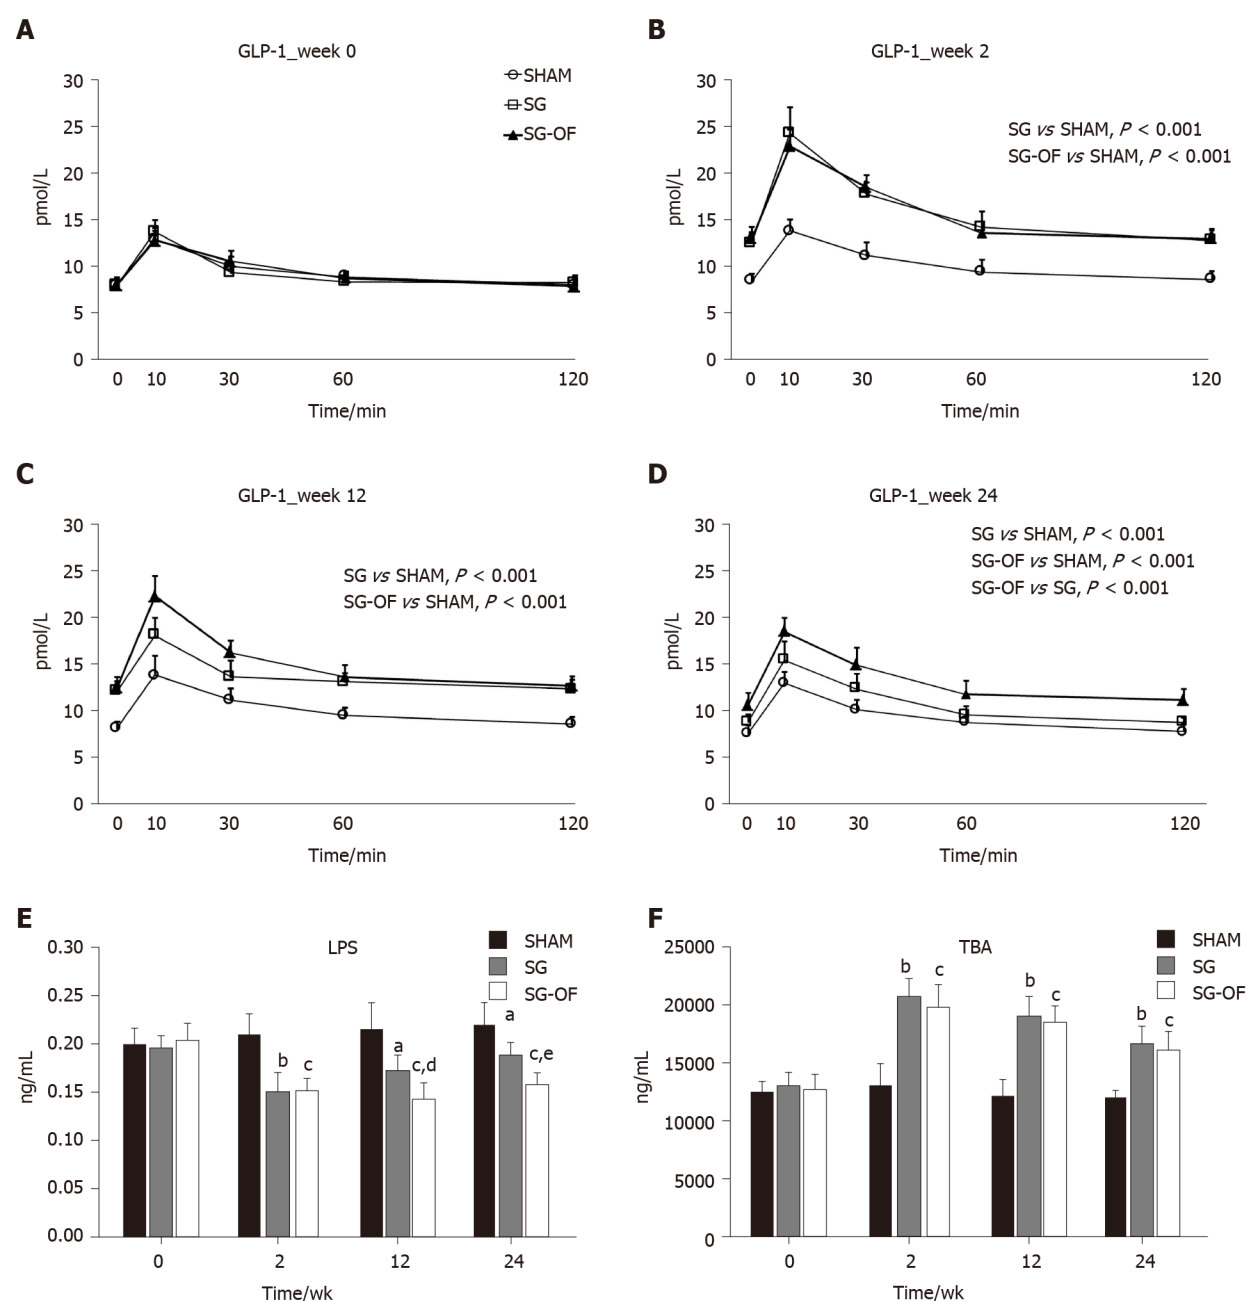 A
GLP-1_week 0
SHAM
SG
SG-OF
30
25
20
15
10
5
0
pmol/L
0 10 30 60 120
Time/min
B
GLP-1_week 2
SG vs SHAM, P < 0.001
SG-OF vs SHAM, P < 0.001
30
25
20
15
10
5
0
pmol/L
0 10 30 60 120
Time/min
C
GLP-1_week 12
SG vs SHAM, P < 0.001
SG-OF vs SHAM, P < 0.001
30
25
20
15
10
5
0
pmol/L
0 10 30 60 120
Time/min
D
GLP-1_week 24
SG vs SHAM, P < 0.001
SG-OF vs SHAM, P < 0.001
SG-OF vs SG, P < 0.001
30
25
20
15
10
5
0
pmol/L
0 10 30 60 120
Time/min
E
LPS
SHAM
SG
SG-OF
0.30
0.25
0.20
0.15
0.10
0.05
0.00
ng/mL
b c a c,d a c,e
0 2 12 24
Time/wk
F
TBA
SHAM
SG
SG-OF
25000
20000
15000
10000
5000
0
ng/mL
b c b c b c
0 2 12 24
Time/wk